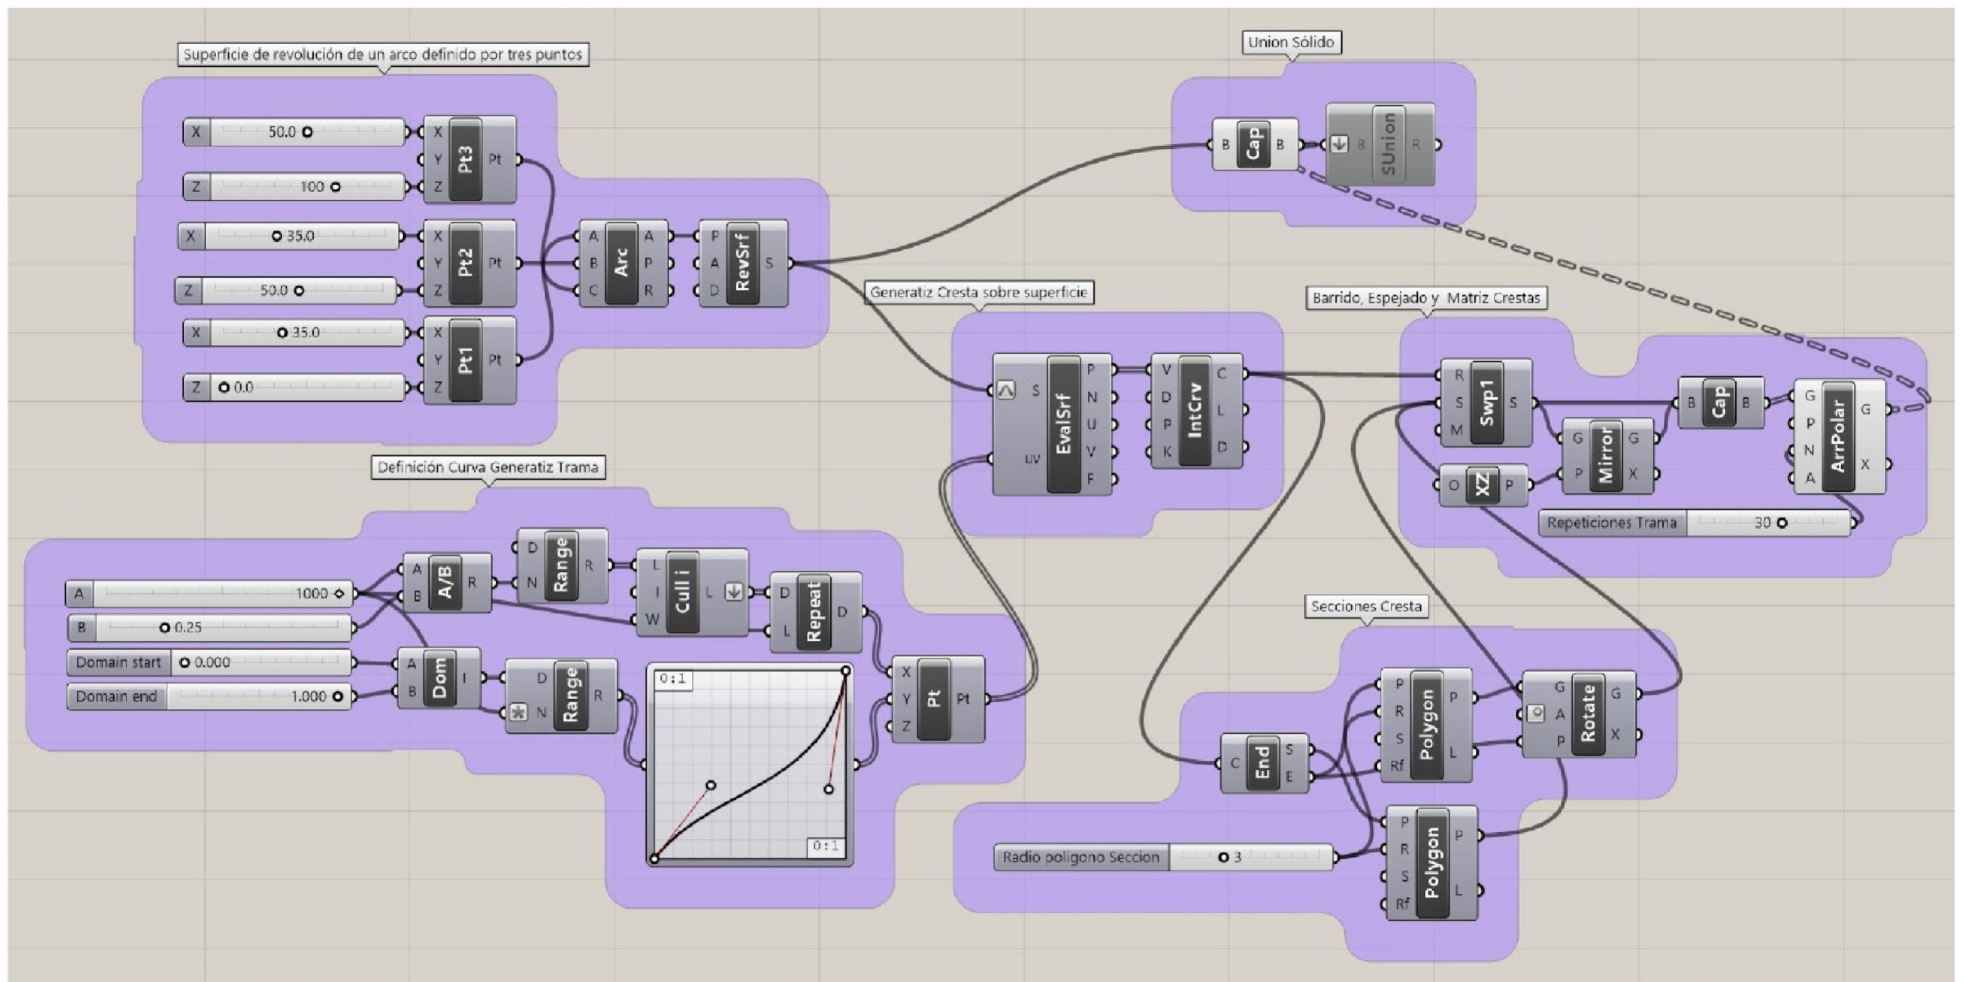 Superficie de revolución de un arco definido por tres puntos
X 50.0
Z 100
X Y Z Pt3 Pt
X 35.0
Z 50.0
X Y Z Pt2 Pt
X 35.0
Z 0.0
X Y Z Pt1 Pt
A B C Arc A P R
P A D RevSrf S
Union Sólido
B Cap B
B SUnion R
Generatiz Cresta sobre superficie
S UV EvalSrf P N U V F
V D P K IntCrv C L D
Barrido, Espejado y Matriz Crestas
R S M Swp1 S
O XZ P
G P Mirror G X
B Cap B
G P N A ArrPolar G X
Repeticiones Trama 30
Definición Curva Generatiz Trama
A 1000
B 0.25
Domain start 0.000
Domain end 1.000
A B A/B R
D N Range R
L I W Cull i L
D L Repeat D
A B Dom I
D N Range R
0:1
0:1
X Y Z Pt Pt
Secciones Cresta
C End S E
P R S Rf Polygon P L
G A P Rotate G X
Radio poligono Seccion 3
P R S Rf Polygon P L